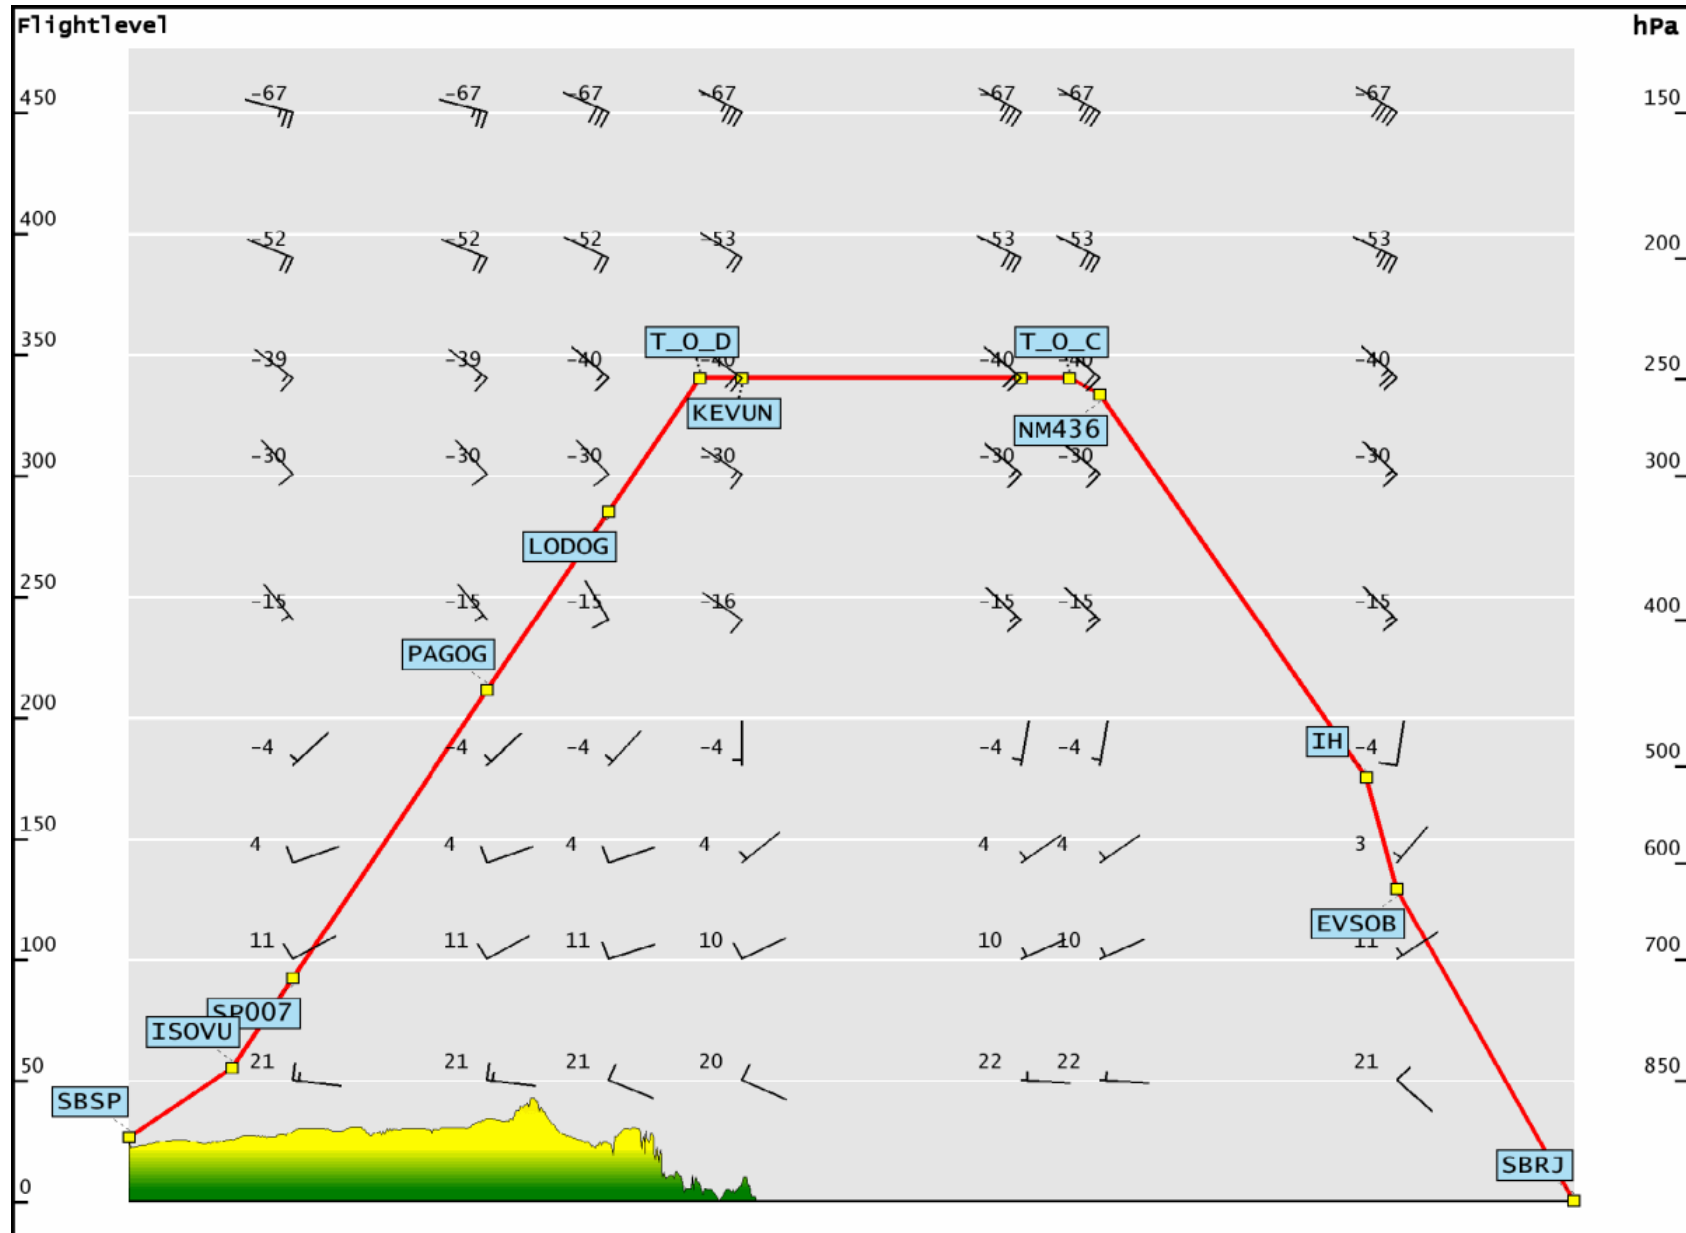 Flightlevel hPa
-67 -67 -67 -67 -67 -67 -67
450 150
400 -52 -52 -52 -53 -53 -53 -53 200
T_O_D T_O_C
350 -39 -39 -40 -40 -40 -40 -40 250
KEVUN
NM436
300 -30 -30 -30 -30 -30 -30 -30 300
LODOG
250 -15 -15 -15 -16 -15 -15 -15 400
PAGOG
200
IH
-4 -4 -4 -4 -4 -4 -4 500
150
4 4 4 4 4 4 3 600
EVSOB
100 11 11 11 10 10 10 11 700
SP007
ISOVU
50 21 21 21 20 22 22 21 850
SBSP
SBRJ
0